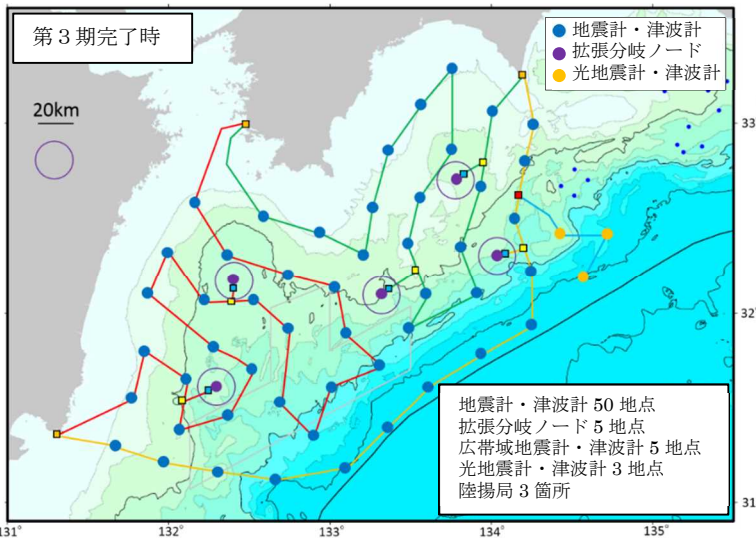 第３期完了時
地震計・津波計
拡張分岐ノード
光地震計・津波計
20km
33
32°
31
地震計・津波計 50 地点
拡張分岐ノード 5 地点
広帯域地震計・津波計 5 地点
光地震計・津波計 3 地点
陸揚局 3 箇所
131° 132° 133° 134° 135°